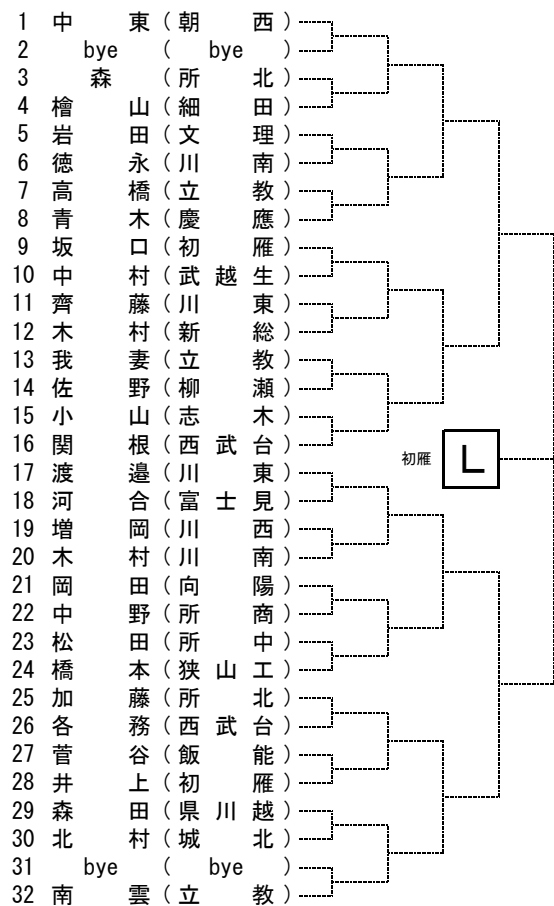 1 中 東 ( 朝 西 )
2 bye ( bye )
3 森 ( 所 北 )
4 檜 山 ( 細 田 )
5 岩 田 ( 文 理 )
6 徳 永 ( 川 南 )
7 高 橋 ( 立 教 )
8 青 木 ( 慶 應 )
9 坂 口 ( 初 雁 )
10 中 村 ( 武 越 生 )
11 齊 藤 ( 川 東 )
12 木 村 ( 新 総 )
13 我 妻 ( 立 教 )
14 佐 野 ( 柳 瀬 )
15 小 山 ( 志 木 )
16 関 根 ( 西 武 台 )
初雁 L
17 渡 邉 ( 川 東 )
18 河 合 ( 富 士 見 )
19 増 岡 ( 川 西 )
20 木 村 ( 川 南 )
21 岡 田 ( 向 陽 )
22 中 野 ( 所 商 )
23 松 田 ( 所 中 )
24 橋 本 ( 狭 山 工 )
25 加 藤 ( 所 北 )
26 各 務 ( 西 武 台 )
27 菅 谷 ( 飯 能 )
28 井 上 ( 初 雁 )
29 森 田 ( 県 川 越 )
30 北 村 ( 城 北 )
31 bye ( bye )
32 南 雲 ( 立 教 )